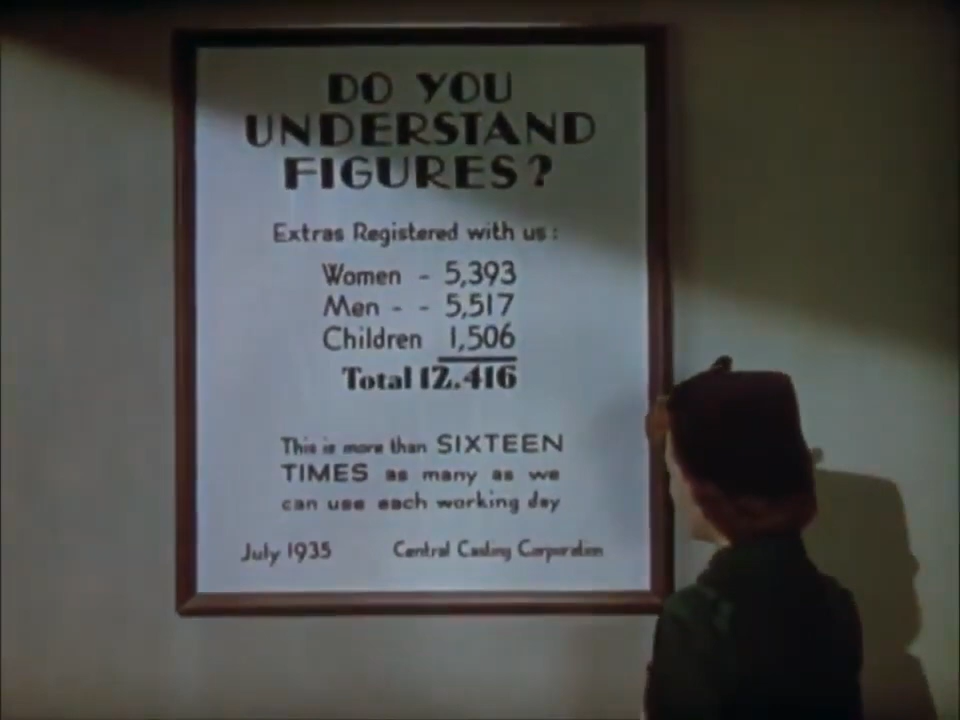 DO YOU
UNDERSTAND
FIGURES?
Extras Registered with us:
Women - 5,393
Men - - 5,517
Children 1,506
Total 12.416
This is more than SIXTEEN
TIMES as many as we
can use each working day
July 1935 Central Casting Corporation